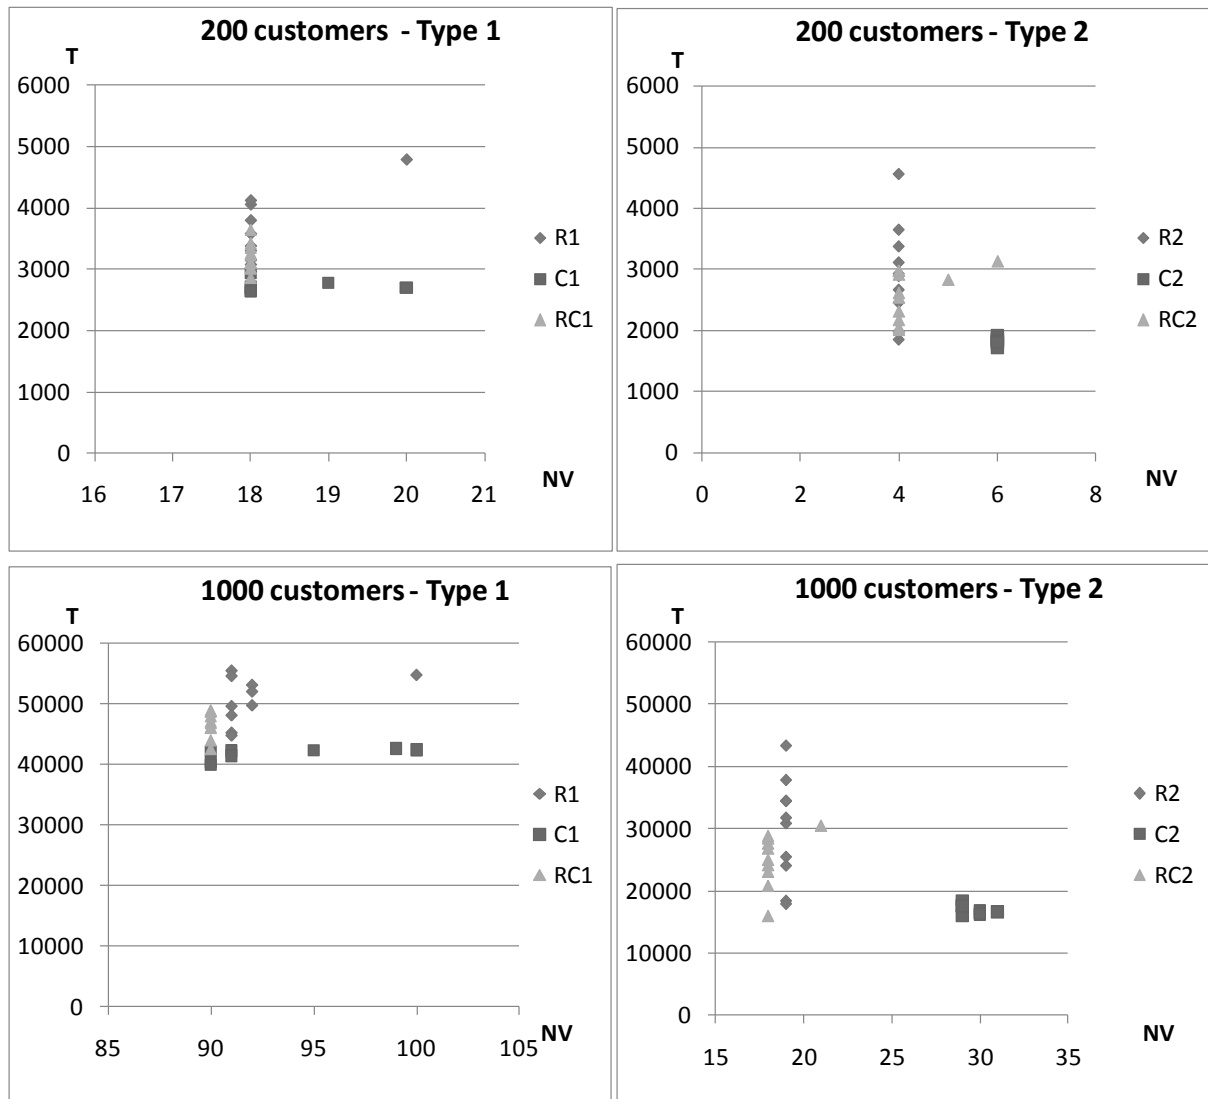 200 customers - Type 1
T
6000
5000
4000
3000
2000
1000
0
16 17 18 19 20 21
NV
R1
C1
RC1
200 customers - Type 2
T
6000
5000
4000
3000
2000
1000
0
0 2 4 6 8
NV
R2
C2
RC2
1000 customers - Type 1
T
60000
50000
40000
30000
20000
10000
0
85 90 95 100 105
NV
R1
C1
RC1
1000 customers - Type 2
T
60000
50000
40000
30000
20000
10000
0
15 20 25 30 35
NV
R2
C2
RC2